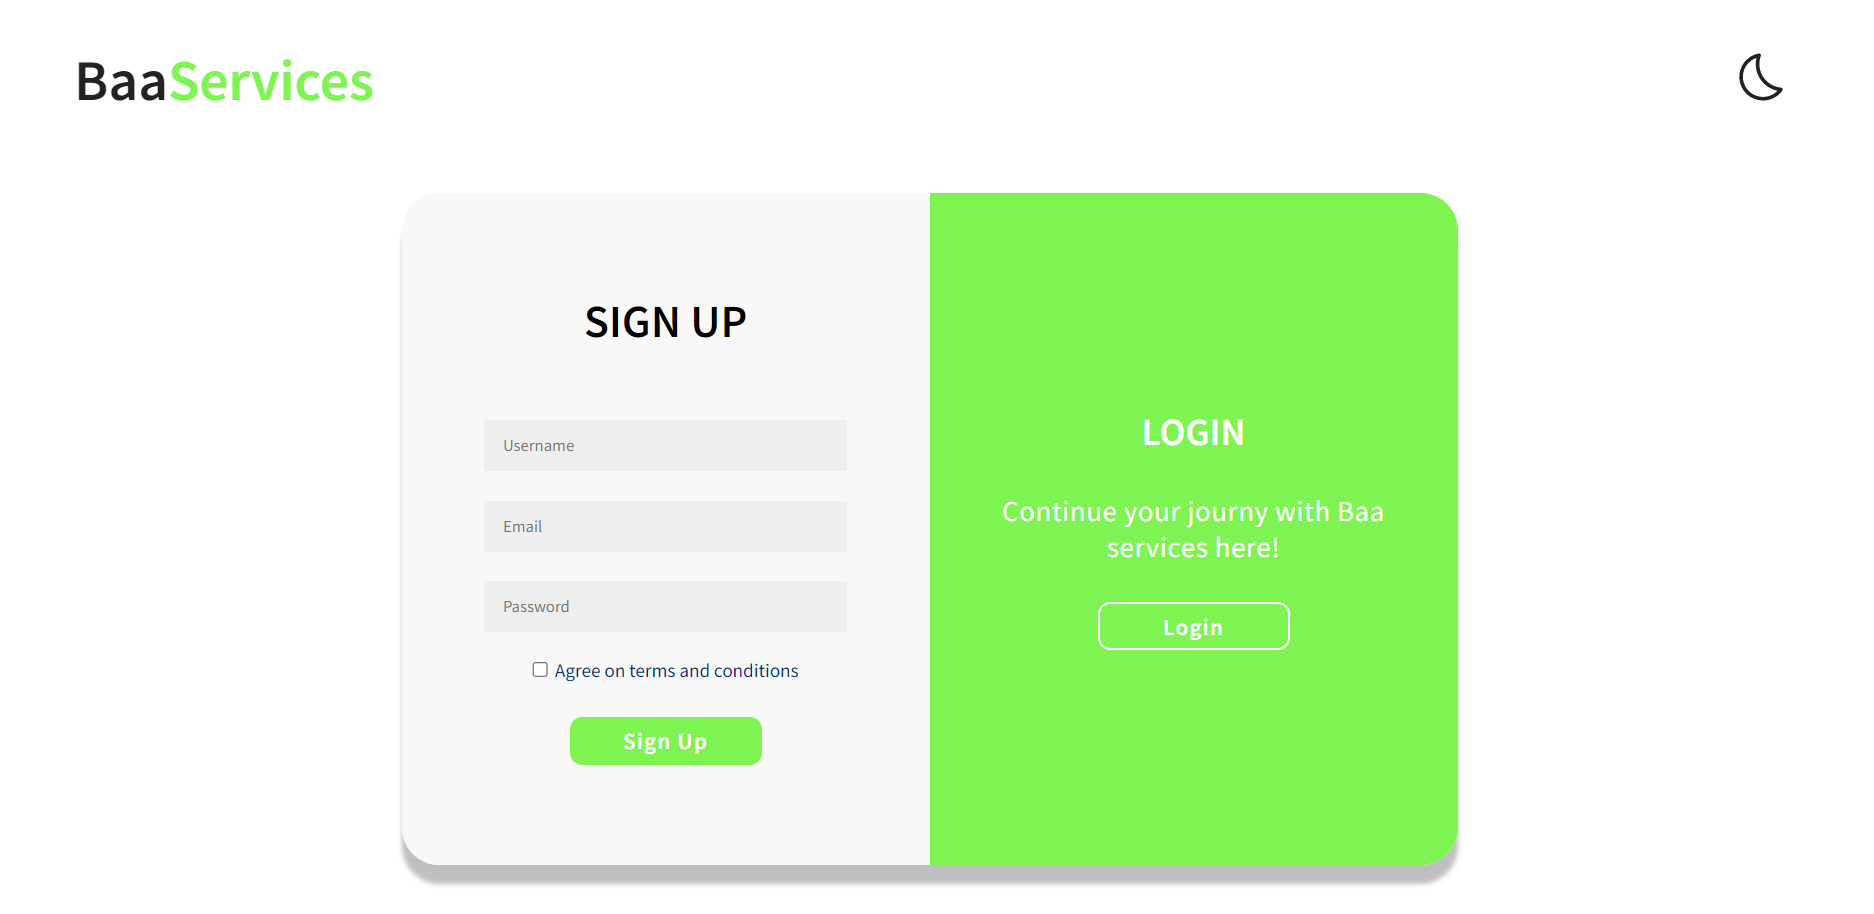 BaaServices
SIGN UP
Username
Email
Password
Agree on terms and conditions
Sign Up
LOGIN
Continue your journy with Baa
services here!
Login